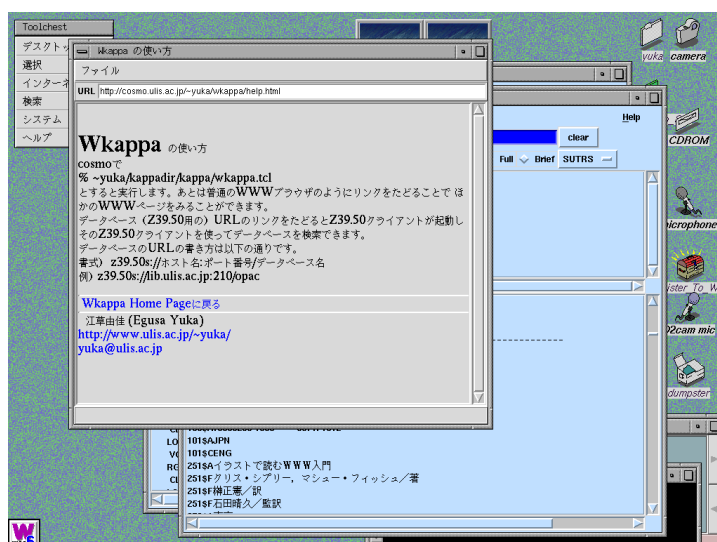 Toolchest
デスクト
選択
インターネ
検索
システム
ヘルプ
Wkappa の使い方
ファイル
URL http://cosmo.ulis.ac.jp/~yuka/wkappa/help.html
Wkappa の使い方
cosmoで
% ~yuka/kappadir/kappa/wkappa.tcl
とすると実行します。あとは普通のWWWブラウザのようにリンクをたどることで ほ
かのWWWページをみることができます。
データベース（Z39.50用の）URLのリンクをたどるとZ39.50クライアントが起動し
そのZ39.50クライアントを使ってデータベースを検索できます。
データベースのURLの書き方は以下の通りです。
書式）z39.50s://ホスト名:ポート番号/データベース名
例）z39.50s://lib.ulis.ac.jp:210/opac
Wkappa Home Pageに戻る
江草由佳 (Egusa Yuka)
http://www.ulis.ac.jp/~yuka/
yuka@ulis.ac.jp
Help
clear
Full Brief SUTRS
101$AJPN
101$CENG
251$Aイラストで読むWWW入門
251$Fクリス・シプリー，マシュー・フィッシュ／著
251$F榊正憲／訳
251$F石田晴久／監訳
CL
LO
VO
RG
CL
yuka
camera
CDROM
icrophone
ister_To_W
O2cam mic
dumpster